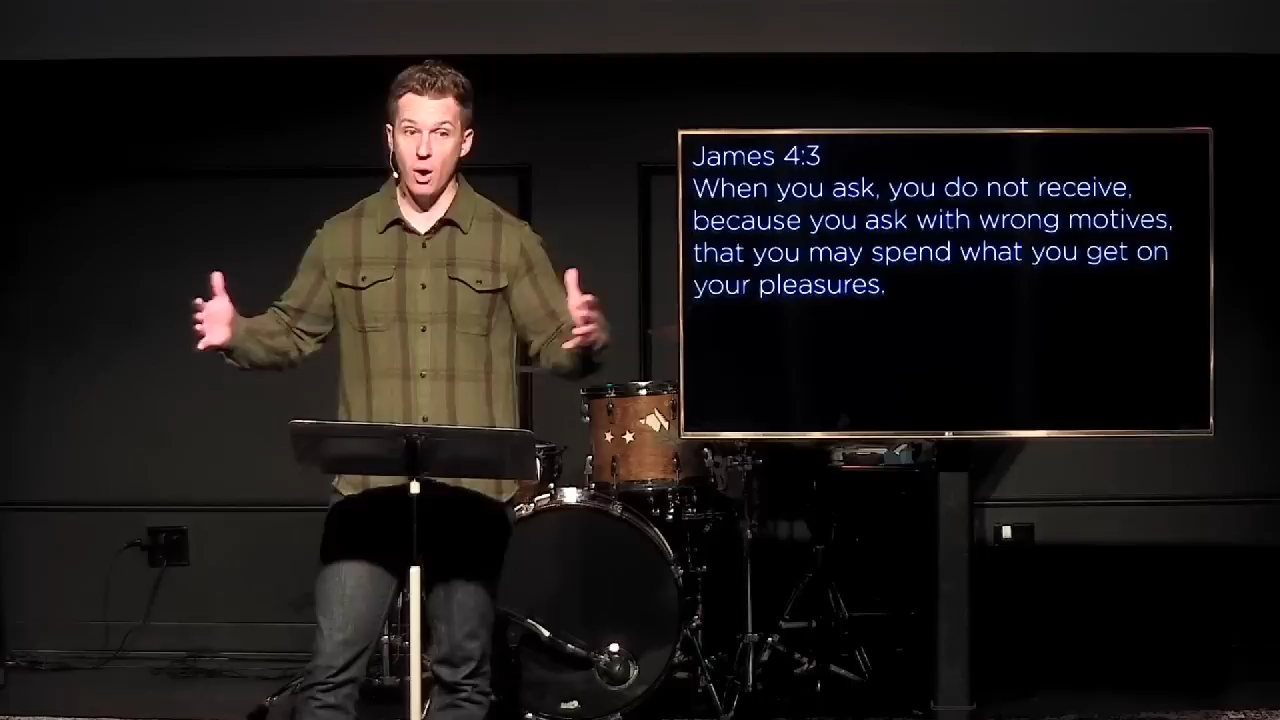 James 4:3
When you ask, you do not receive,
because you ask with wrong motives,
that you may spend what you get on
your pleasures.